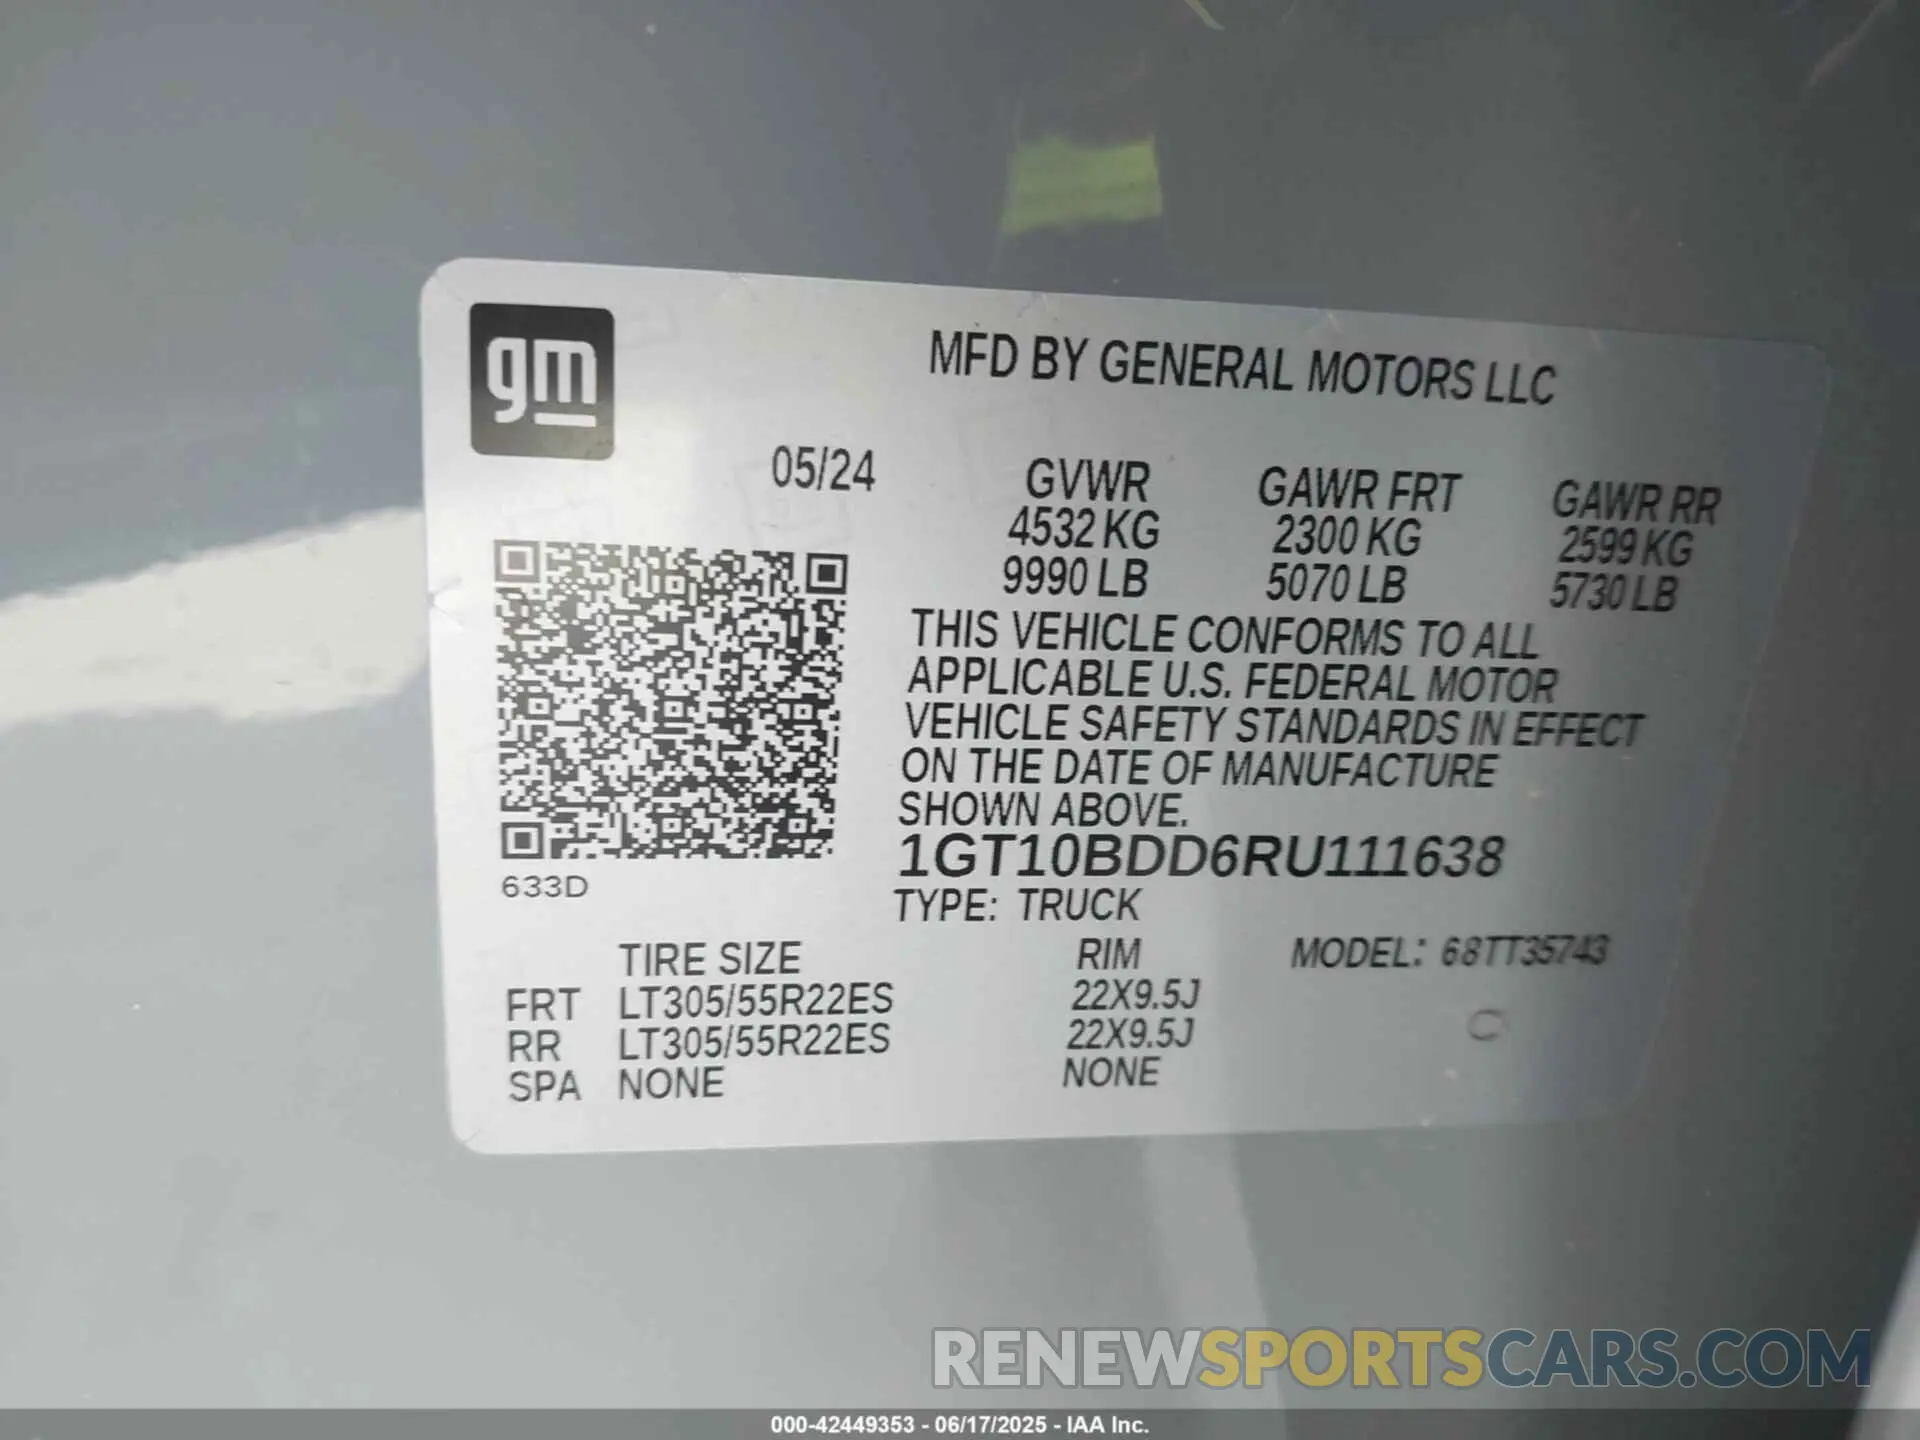 gm
MFD BY GENERAL MOTORS LLC
05/24
GVWR GAWR FRT GAWR RR
4532 KG 2300 KG 2599 KG
9990 LB 5070 LB 5730 LB
THIS VEHICLE CONFORMS TO ALL
APPLICABLE U.S. FEDERAL MOTOR
VEHICLE SAFETY STANDARDS IN EFFECT
ON THE DATE OF MANUFACTURE
SHOWN ABOVE.
1GT10BDD6RU111638
633D
TYPE: TRUCK
TIRE SIZE RIM MODEL: 68TT35743
FRT LT305/55R22ES 22X9.5J
RR LT305/55R22ES 22X9.5J
SPA NONE NONE
C
RENEWSPORTSCARS.COM
000-42449353 - 06/17/2025 - IAA Inc.